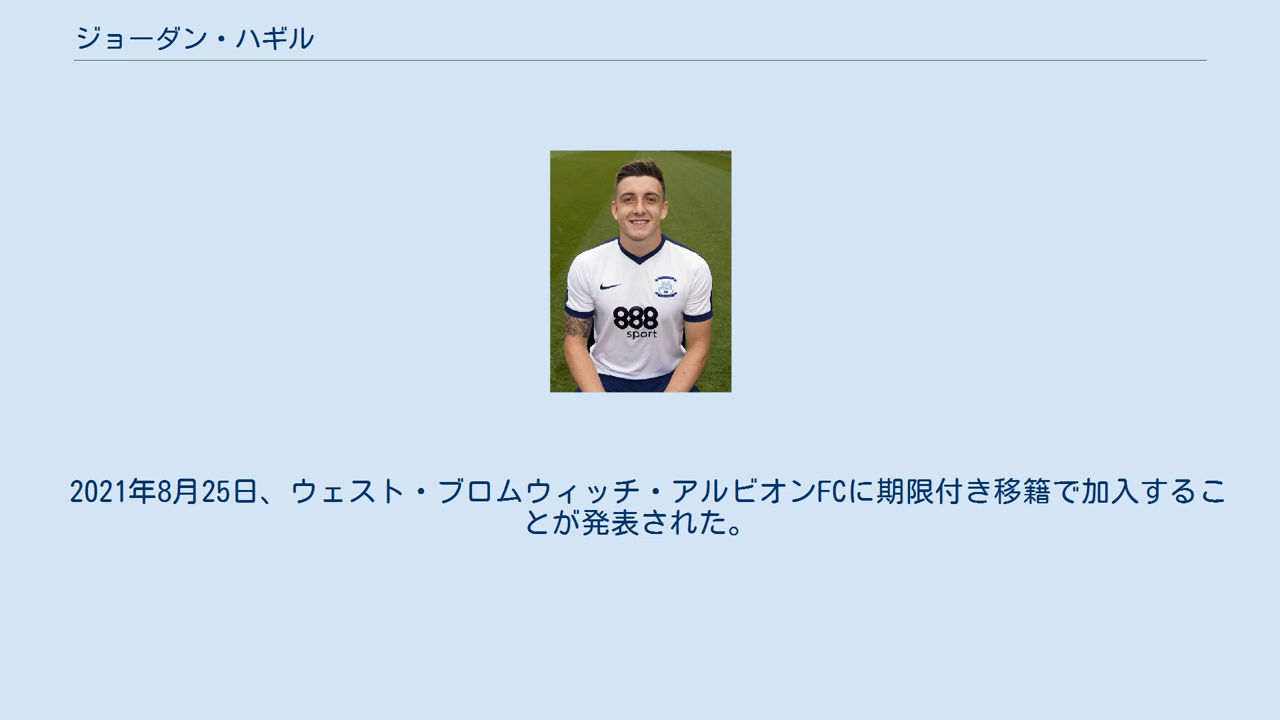 ジョーダン・ハギル
888
sport
2021年8月25日、ウェスト・ブロムウィッチ・アルビオンFCに期限付き移籍で加入するこ
とが発表された。